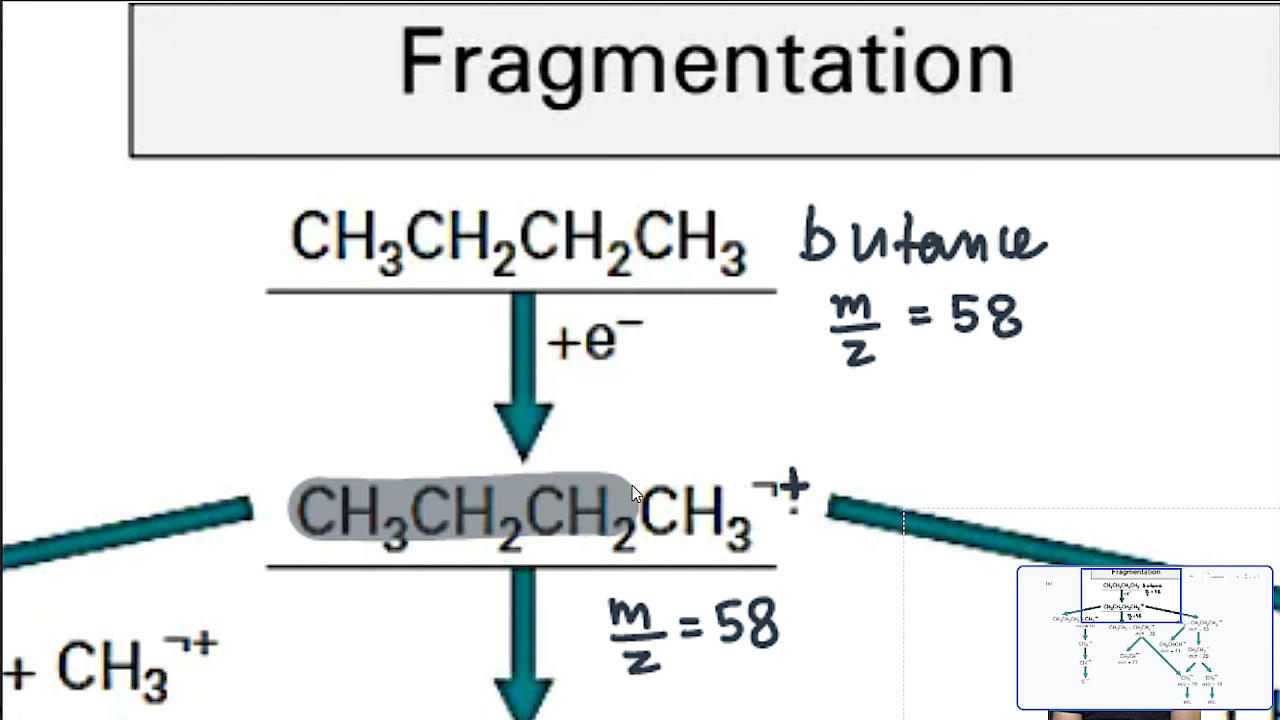 Fragmentation
CH₃CH₂CH₂CH₃ butane
m/z = 58
+e⁻
CH₃CH₂CH₂CH₃ ¬+.
m/z = 58
+ CH₃ ¬+